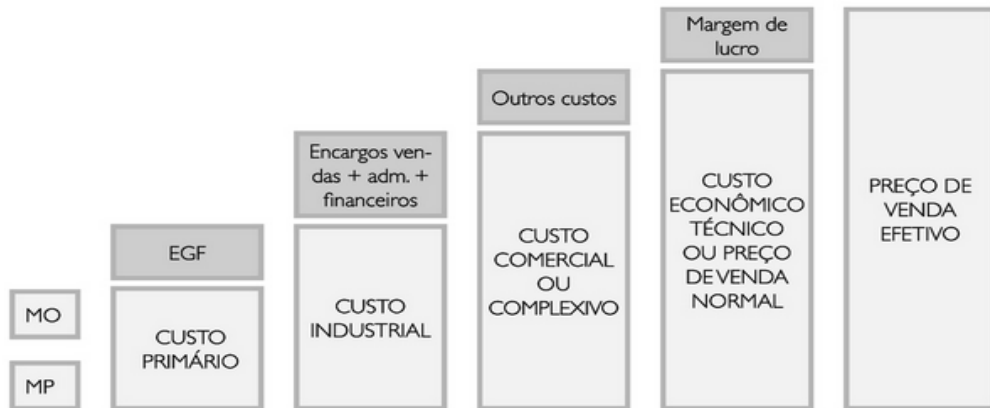 MO
MP
EGF
CUSTO
PRIMÁRIO
Encargos ven-
das + adm. +
financeiros
CUSTO
INDUSTRIAL
Outros custos
CUSTO
COMERCIAL
OU
COMPLEXIVO
Margem de
lucro
CUSTO
ECONÔMICO
TÉCNICO
OU PREÇO
DE VENDA
NORMAL
PREÇO DE
VENDA
EFETIVO